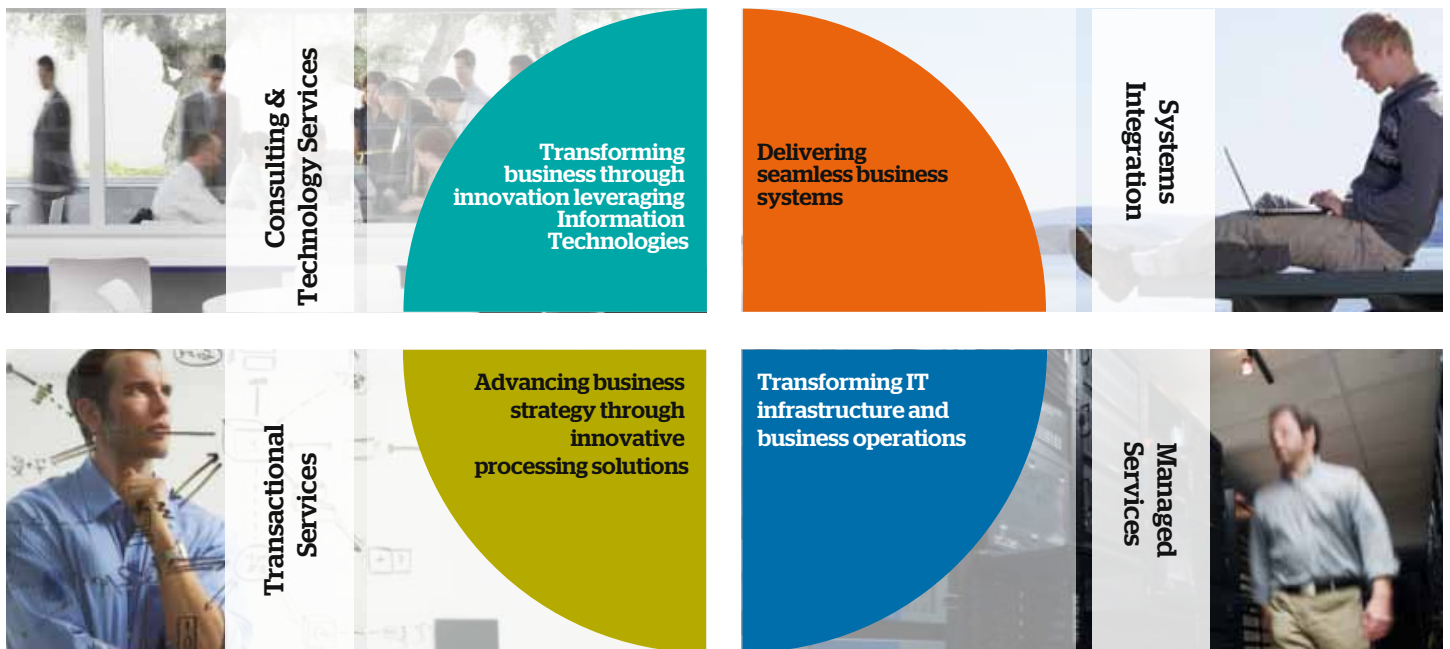 Consulting &
Technology Services
Transforming
business through
innovation leveraging
Information
Technologies
Delivering
seamless business
systems
Systems
Integration
Transactional
Services
Advancing business
strategy through
innovative
processing solutions
Transforming IT
infrastructure and
business operations
Managed
Services